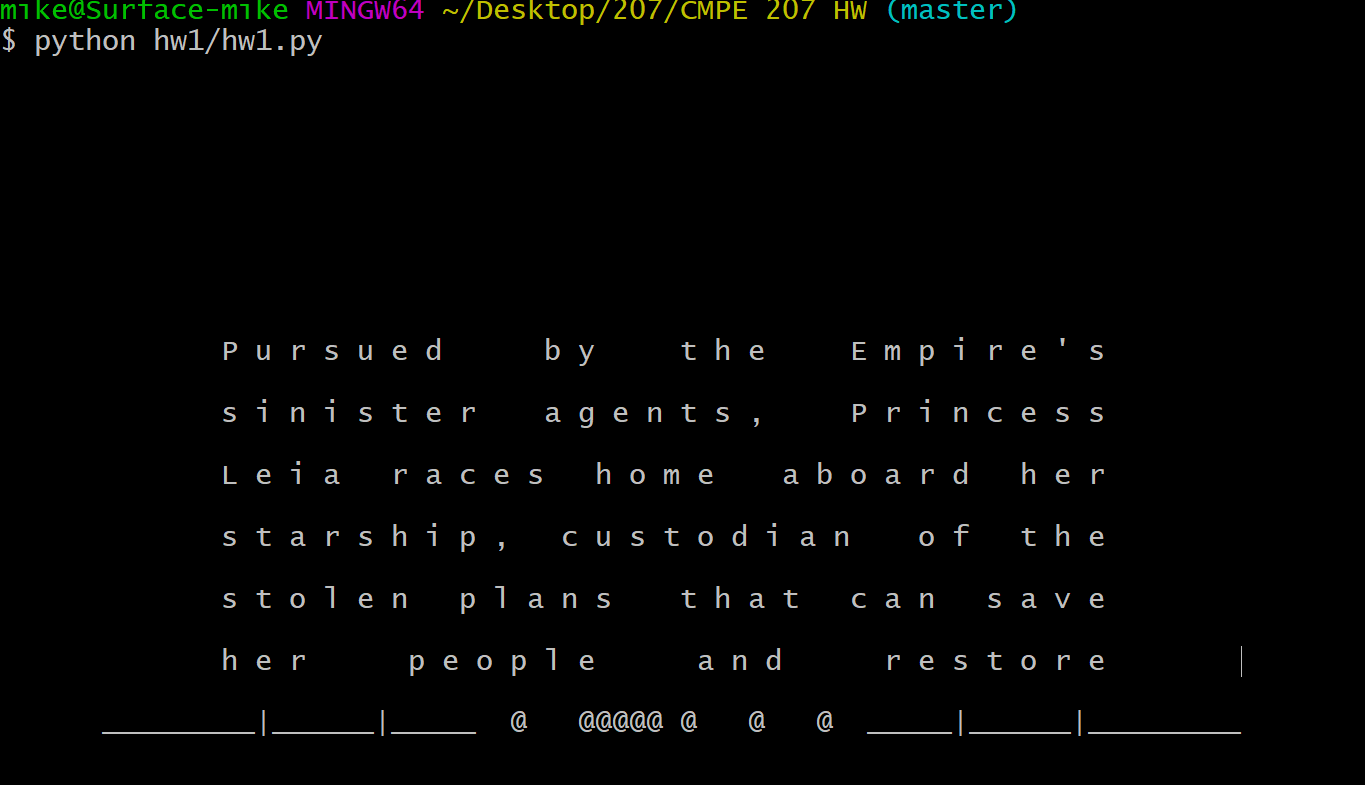 mike@Surface-mike MINGW64 ~/Desktop/207/CMPE 207 HW (master)
$ python hw1/hw1.py
P u r s u e d      b y     t h e     E m p i r e ' s
s i n i s t e r    a g e n t s ,     P r i n c e s s
L e i a   r a c e s   h o m e    a b o a r d   h e r
s t a r s h i p ,   c u s t o d i a n    o f   t h e
s t o l e n   p l a n s    t h a t   c a n   s a v e
h e r      p e o p l e      a n d      r e s t o r e
_________|______|_____  @   @@@@@ @   @   @  _____|______|_________